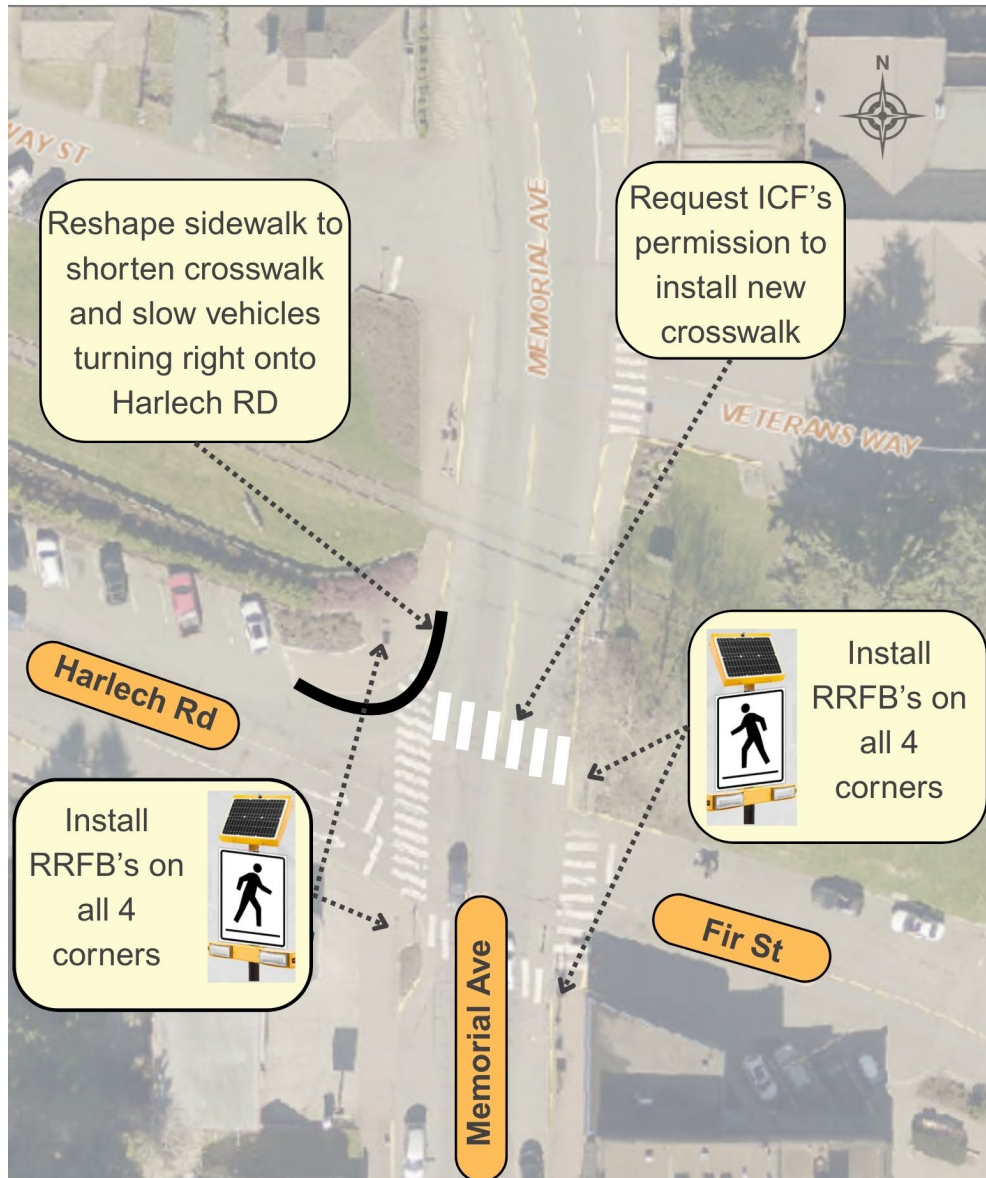 N
WAY ST
MEMORIAL AVE
Reshape sidewalk to
shorten crosswalk
and slow vehicles
turning right onto
Harlech RD
Request ICF’s
permission to
install new
crosswalk
VETERANS WAY
Harlech Rd
Install
RRFB’s on
all 4
corners
Install
RRFB’s on
all 4
corners
Fir St
Memorial Ave